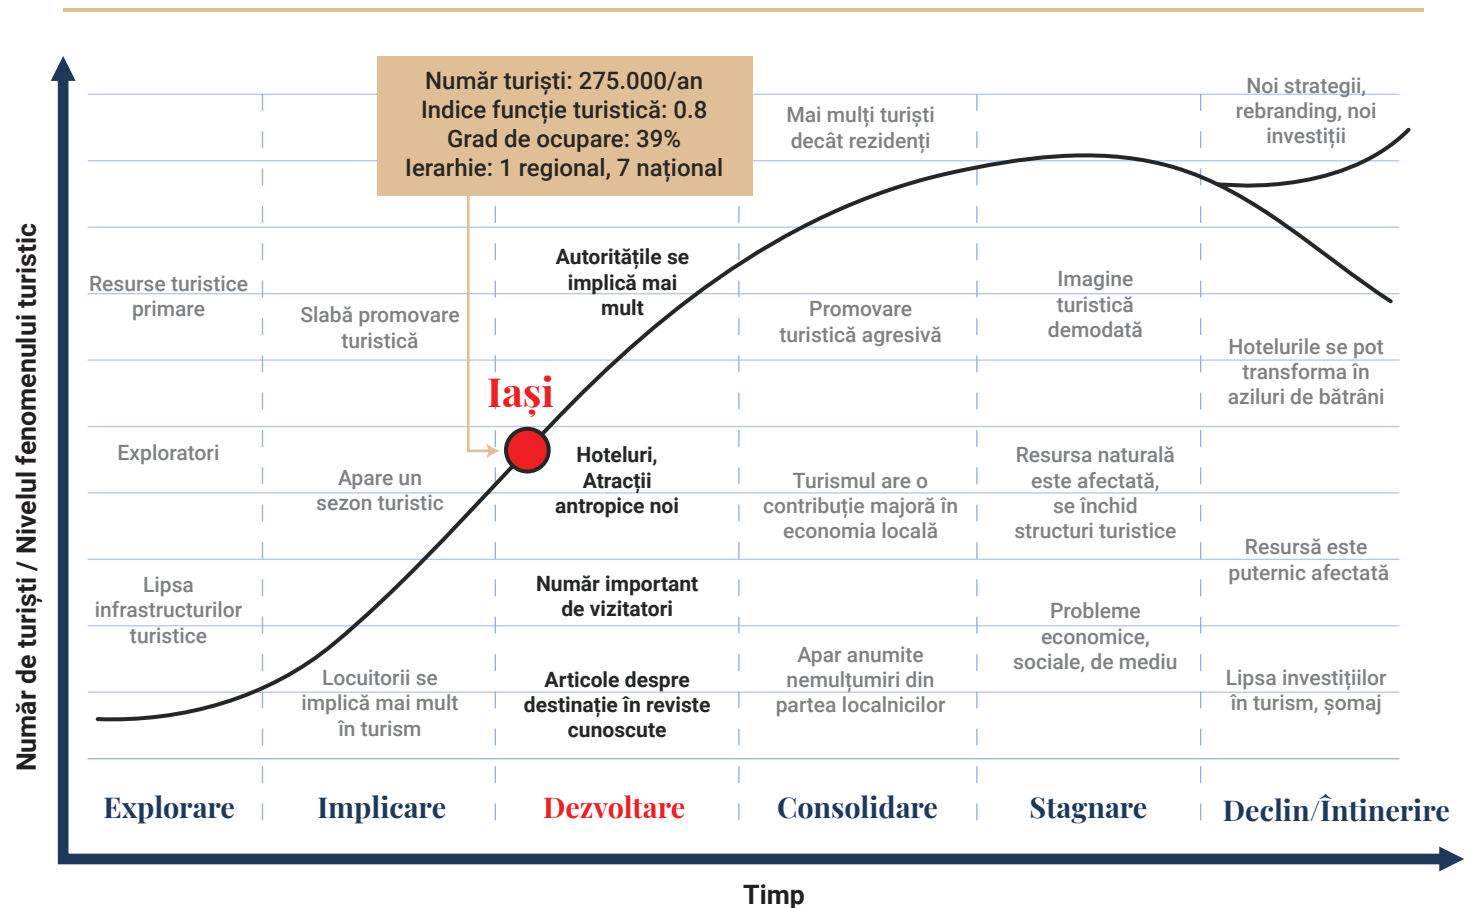 Număr turiști: 275.000/an
Indice funcție turistică: 0.8
Grad de ocupare: 39%
Ierarhie: 1 regional, 7 național
Număr de turiști / Nivelul fenomenului turistic
Resurse turistice
primare
Exploratori
Lipsa
infrastructurilor
turistice
Slabă promovare
turistică
Apare un
sezon turistic
Locuitorii se
implică mai mult
în turism
Iași
Autoritățile se
implică mai
mult
Hoteluri,
Atracții
antropice noi
Număr important
de vizitatori
Articole despre
destinație în reviste
cunoscute
Mai mulți turiști
decât rezidenți
Promovare
turistică agresivă
Turismul are o
contribuție majoră în
economia locală
Apar anumite
nemulțumiri din
partea localnicilor
Imagine
turistică
demodată
Resursa naturală
este afectată,
se închid
structuri turistice
Probleme
economice,
sociale, de mediu
Noi strategii,
rebranding, noi
investiții
Hotelurile se pot
transforma în
aziluri de bătrâni
Resursă este
puternic afectată
Lipsa investițiilor
în turism, șomaj
Explorare
Implicare
Dezvoltare
Consolidare
Stagnare
Declin/Întinerire
Timp